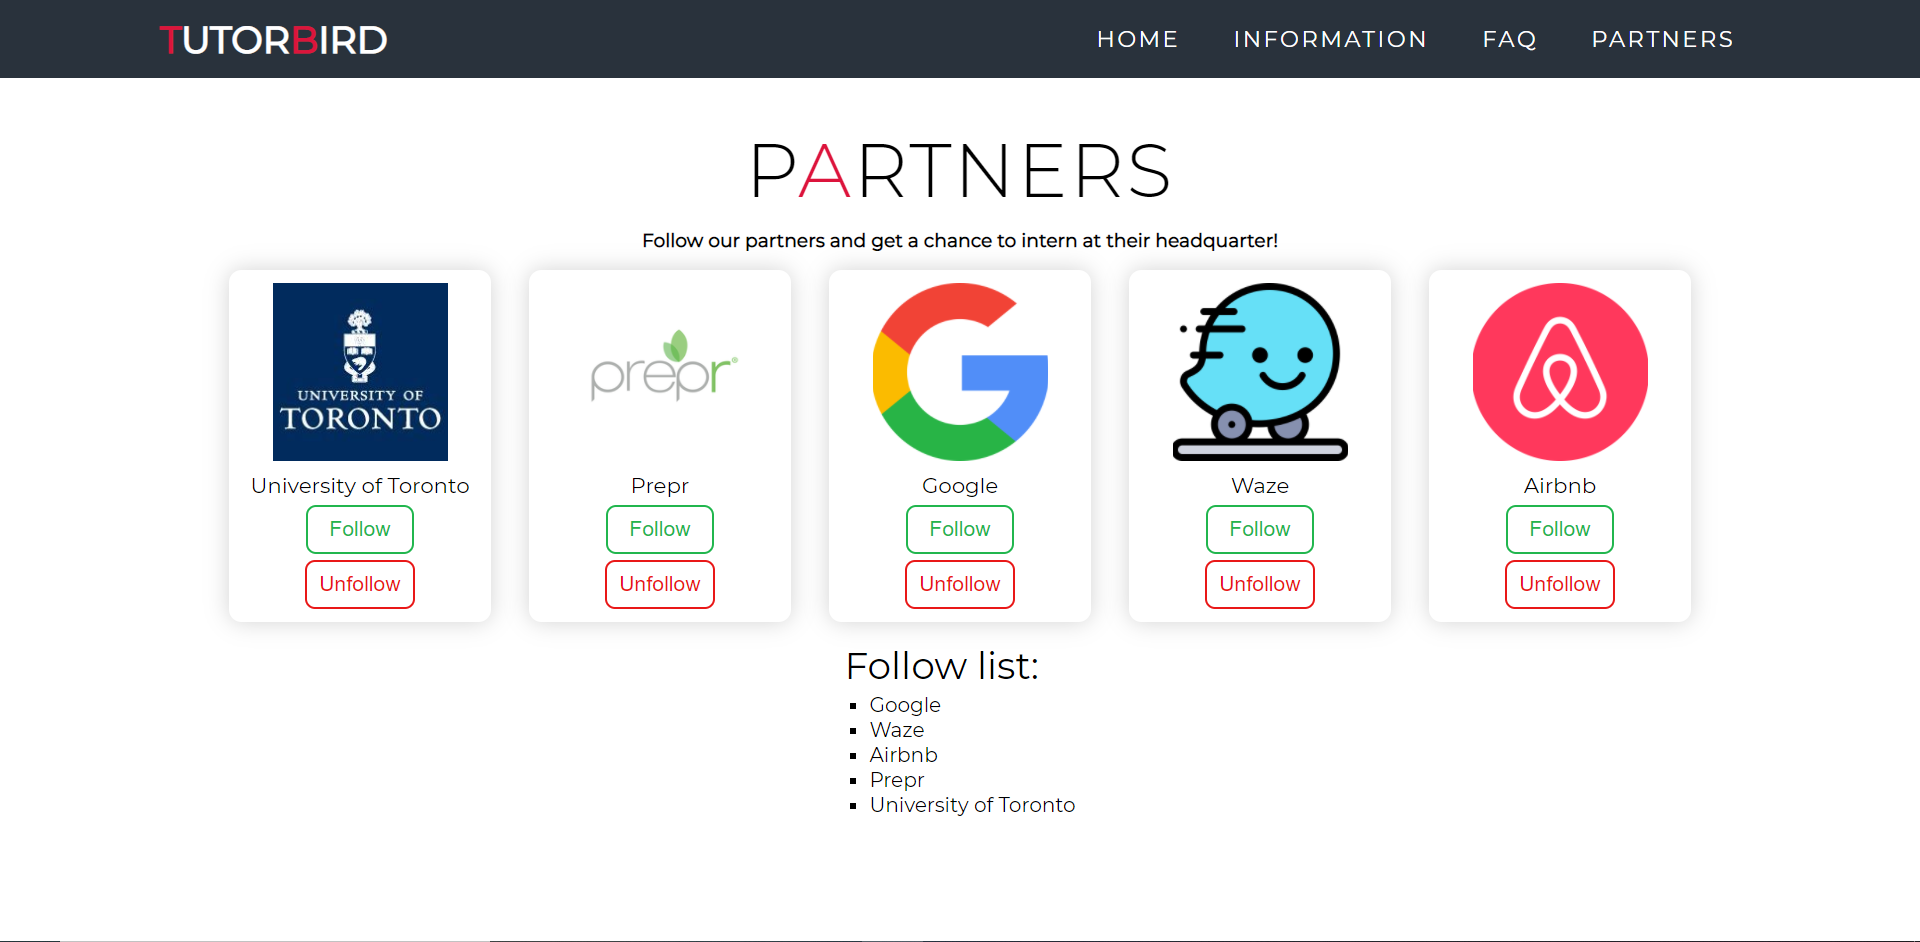 TUTORBIRD
HOME INFORMATION FAQ PARTNERS
PARTNERS
Follow our partners and get a chance to intern at their headquarter!
UNIVERSITY OF
TORONTO
prepr
University of Toronto
Follow
Unfollow
Prepr
Follow
Unfollow
Google
Follow
Unfollow
Waze
Follow
Unfollow
Airbnb
Follow
Unfollow
Follow list:
Google
Waze
Airbnb
Prepr
University of Toronto